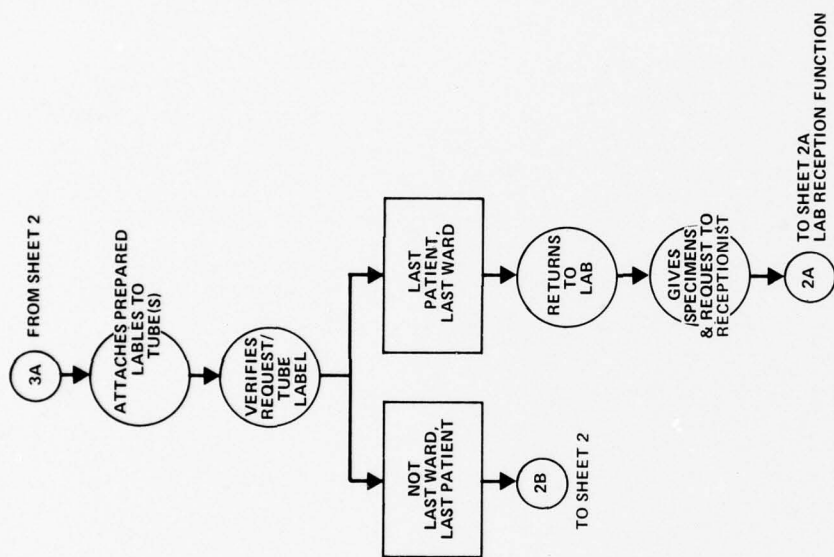 3A
FROM SHEET 2
ATTACHES PREPARED
LABLES TO
TUBE(S)
VERIFIES
REQUEST/
TUBE
LABEL
NOT
LAST WARD,
LAST PATIENT
2B
TO SHEET 2
LAST
PATIENT,
LAST WARD
RETURNS
TO
LAB
GIVES
SPECIMENS
& REQUEST TO
RECEPTIONIST
2A
TO SHEET 2A
LAB RECEPTION FUNCTION